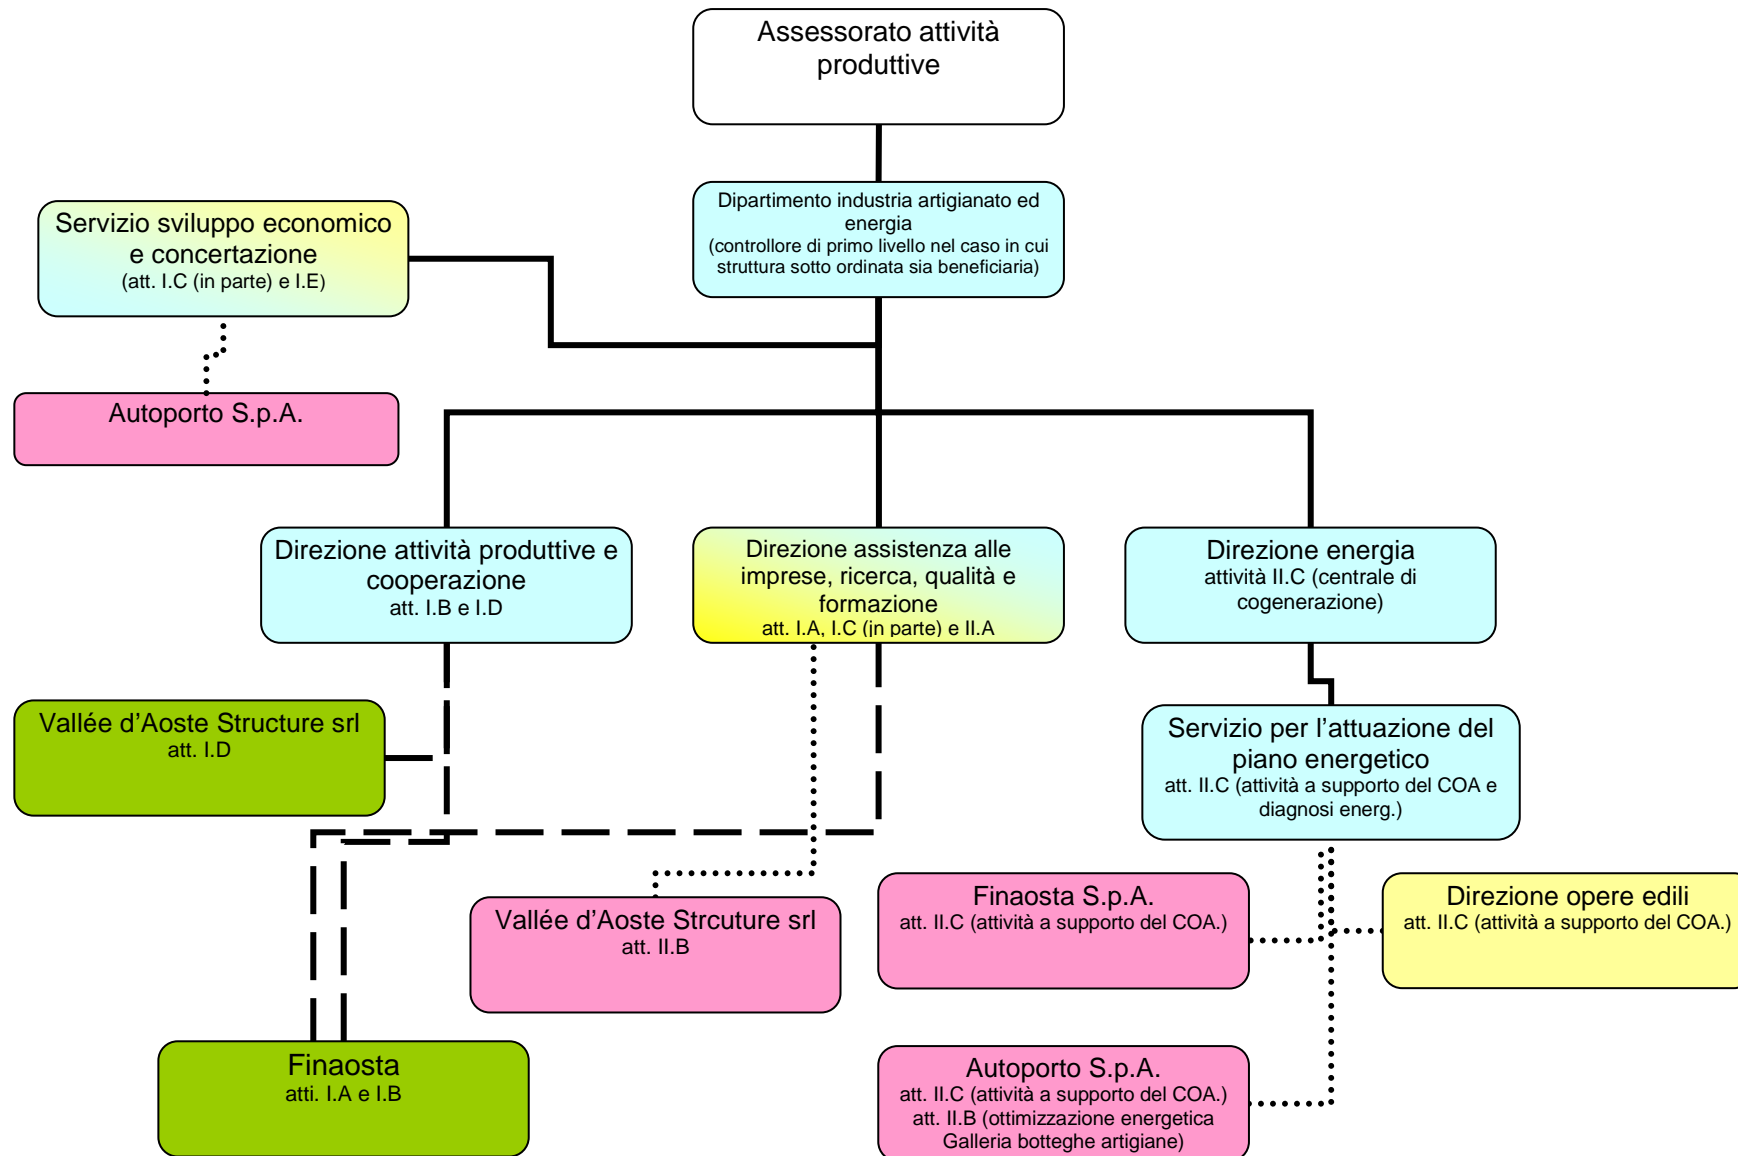 Assessorato attività
produttive
Dipartimento industria artigianato ed
energia
(controllore di primo livello nel caso in cui
struttura sotto ordinata sia beneficiaria)
Servizio sviluppo economico
e concertazione
(att. I.C (in parte) e I.E)
Autoporto S.p.A.
Direzione attività produttive e
cooperazione
att. I.B e I.D
Direzione assistenza alle
imprese, ricerca, qualità e
formazione
att. I.A, I.C (in parte) e II.A
Direzione energia
attività II.C (centrale di
cogenerazione)
Vallée d’Aoste Structure srl
att. I.D
Servizio per l’attuazione del
piano energetico
att. II.C (attività a supporto del COA e
diagnosi energ.)
Vallée d’Aoste Strcuture srl
att. II.B
Finaosta S.p.A.
att. II.C (attività a supporto del COA.)
Direzione opere edili
att. II.C (attività a supporto del COA.)
Finaosta
atti. I.A e I.B
Autoporto S.p.A.
att. II.C (attività a supporto del COA.)
att. II.B (ottimizzazione energetica
Galleria botteghe artigiane)